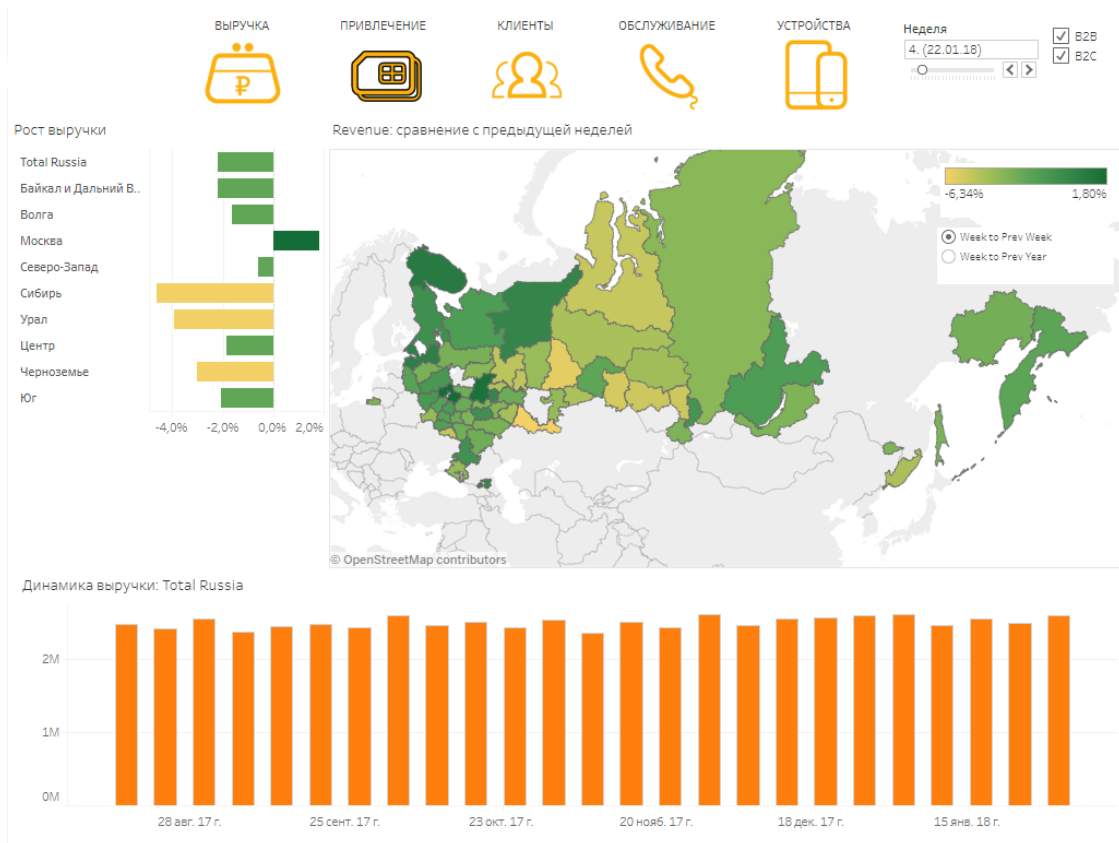 ВЫРУЧКА
ПРИВЛЕЧЕНИЕ
КЛИЕНТЫ
ОБСЛУЖИВАНИЕ
УСТРОЙСТВА
Неделя
4. (22.01.18)
B2B
B2C
₽
Рост выручки
Total Russia
Байкал и Дальний В..
Волга
Москва
Северо-Запад
Сибирь
Урал
Центр
Черноземье
Юг
-4,0% -2,0% 0,0% 2,0%
Revenue: сравнение с предыдущей неделей
-6,34% 1,80%
Week to Prev Week
Week to Prev Year
© OpenStreetMap contributors
Динамика выручки: Total Russia
2M
1M
0M
28 авг. 17 г. 25 сент. 17 г. 23 окт. 17 г. 20 нояб. 17 г. 18 дек. 17 г. 15 янв. 18 г.